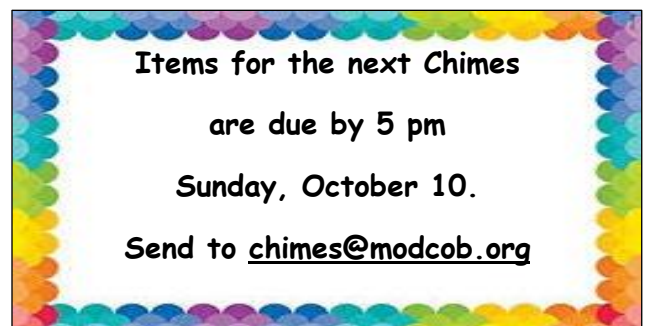 Items for the next Chimes
are due by 5 pm
Sunday, October 10.
Send to chimes@modcob.org